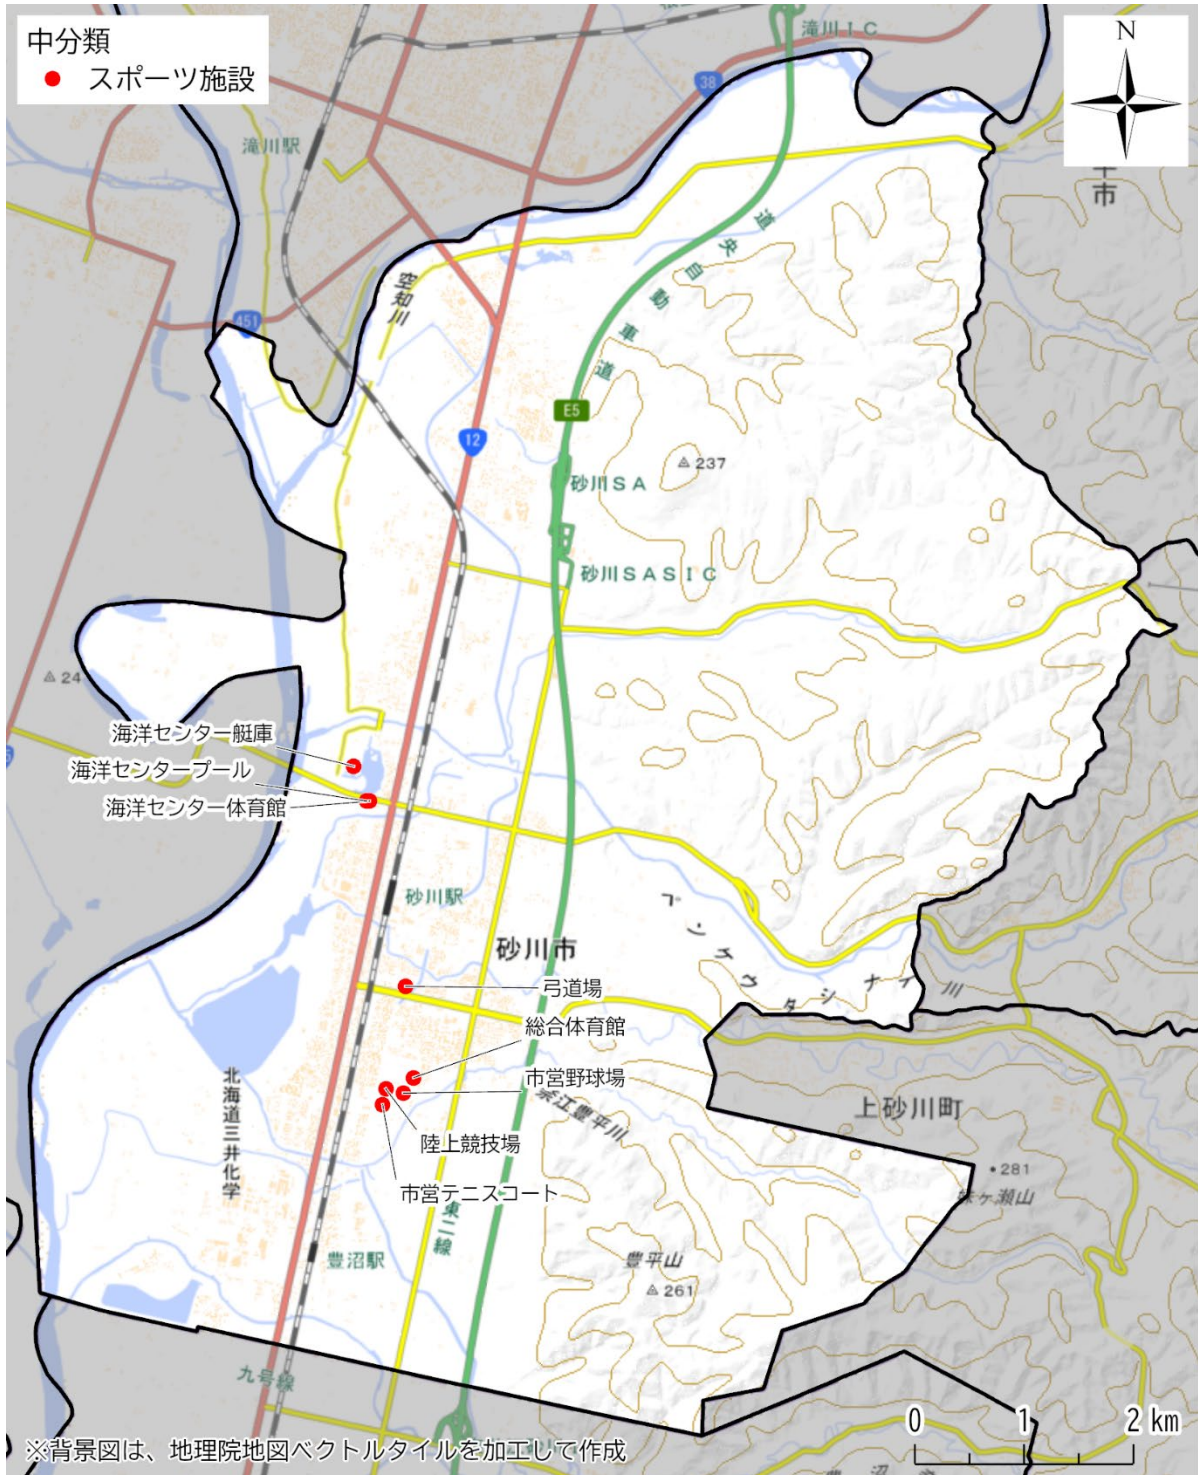 中分類
スポーツ施設
N
滝川IC
38
滝川駅
市
道央自動車道
空知川
451
E5
12
237
砂川SA
砂川SASIC
24
海洋センター艇庫
海洋センタープール
海洋センター体育館
砂川駅
砂川市
ペンケウタシナイ川
弓道場
総合体育館
市営野球場
奈江豊平川
上砂川町
北海道三井化学
陸上競技場
281
市営テニスコート
東二線
豊沼駅
豊平山
261
九号線
0 1 2 km
※背景図は、地理院地図ベクトルタイルを加工して作成